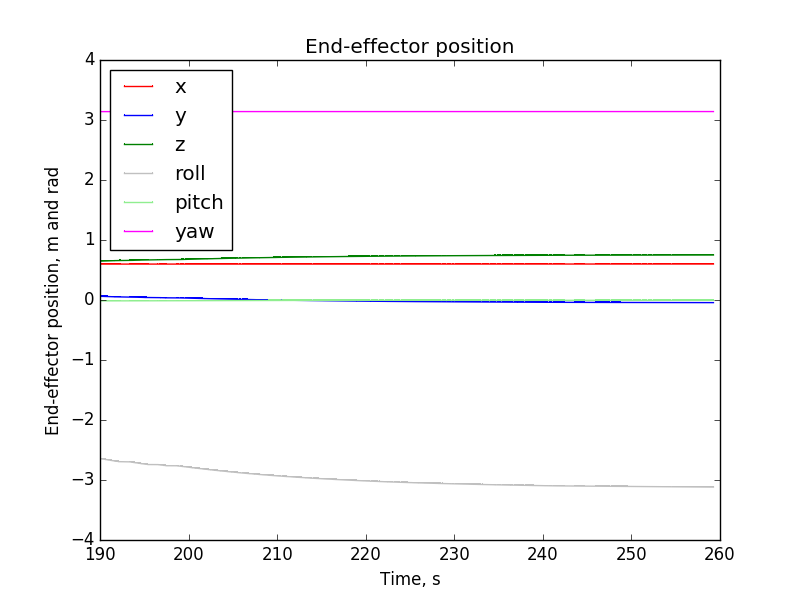 End-effector position
End-effector position, m and rad
4
3
2
1
0
−1
−2
−3
−4
x
y
z
roll
pitch
yaw
190 200 210 220 230 240 250 260
Time, s